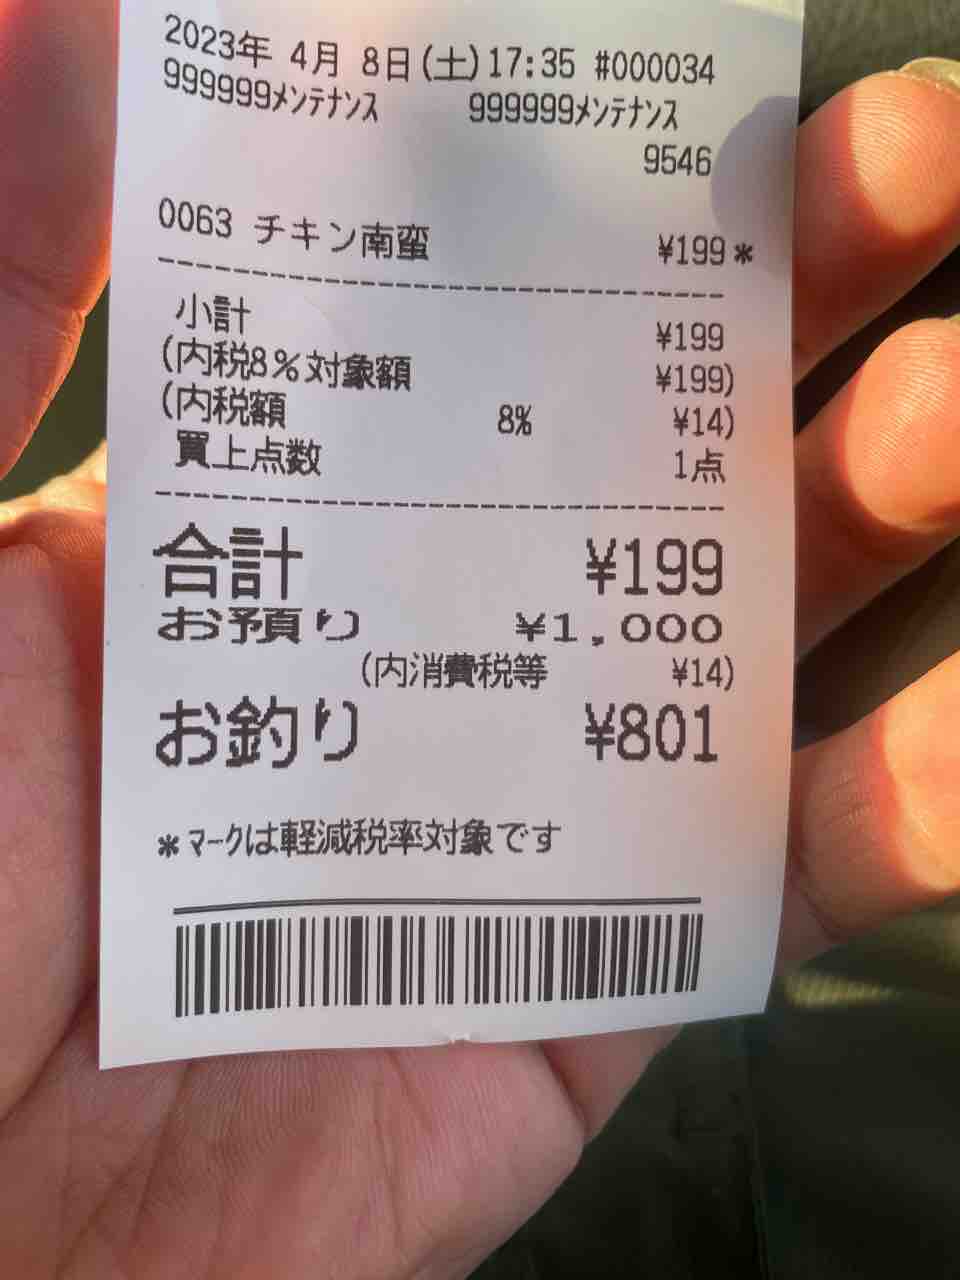 2023年 4月 8日(土)17:35 #000034
999999メンテナンス 999999メンテナンス
9546
0063 チキン南蛮 ¥199*
小計 ¥199
(内税8%対象額 ¥199)
(内税額 8% ¥14)
買上点数 1点
合計 ¥199
お預り ¥1,000
(内消費税等 ¥14)
お釣り ¥801
*マークは軽減税率対象です